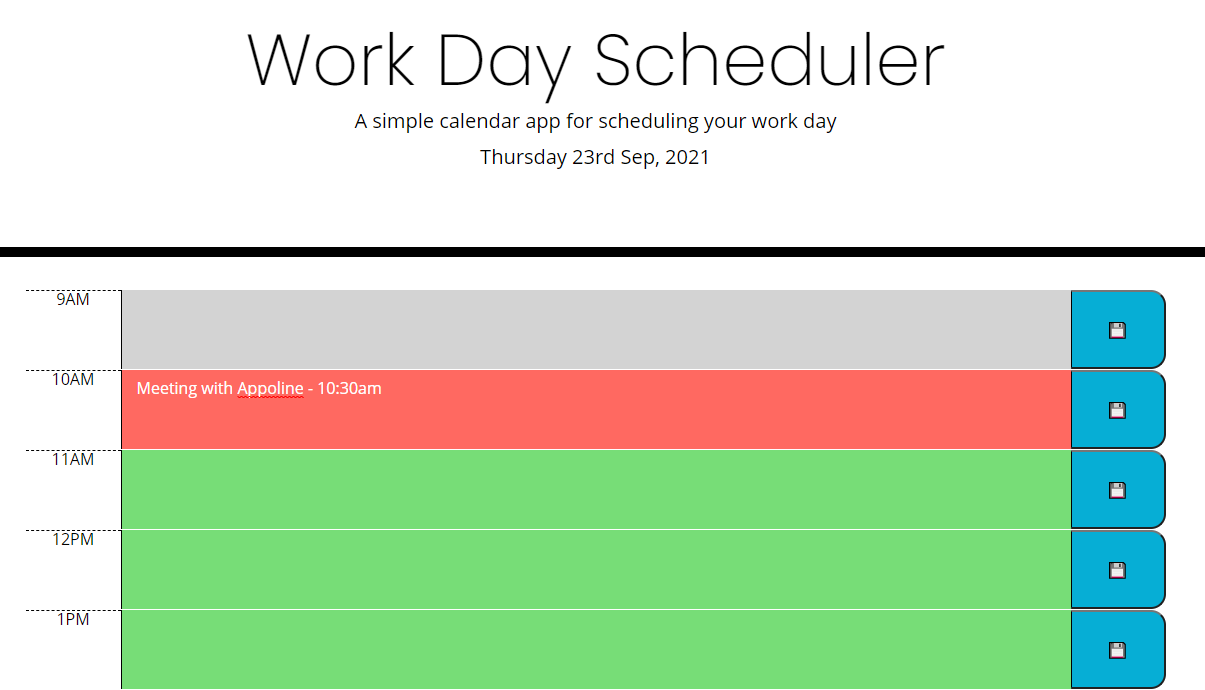 Work Day Scheduler
A simple calendar app for scheduling your work day
Thursday 23rd Sep, 2021
9AM
10AM
Meeting with Appoline - 10:30am
11AM
12PM
1PM